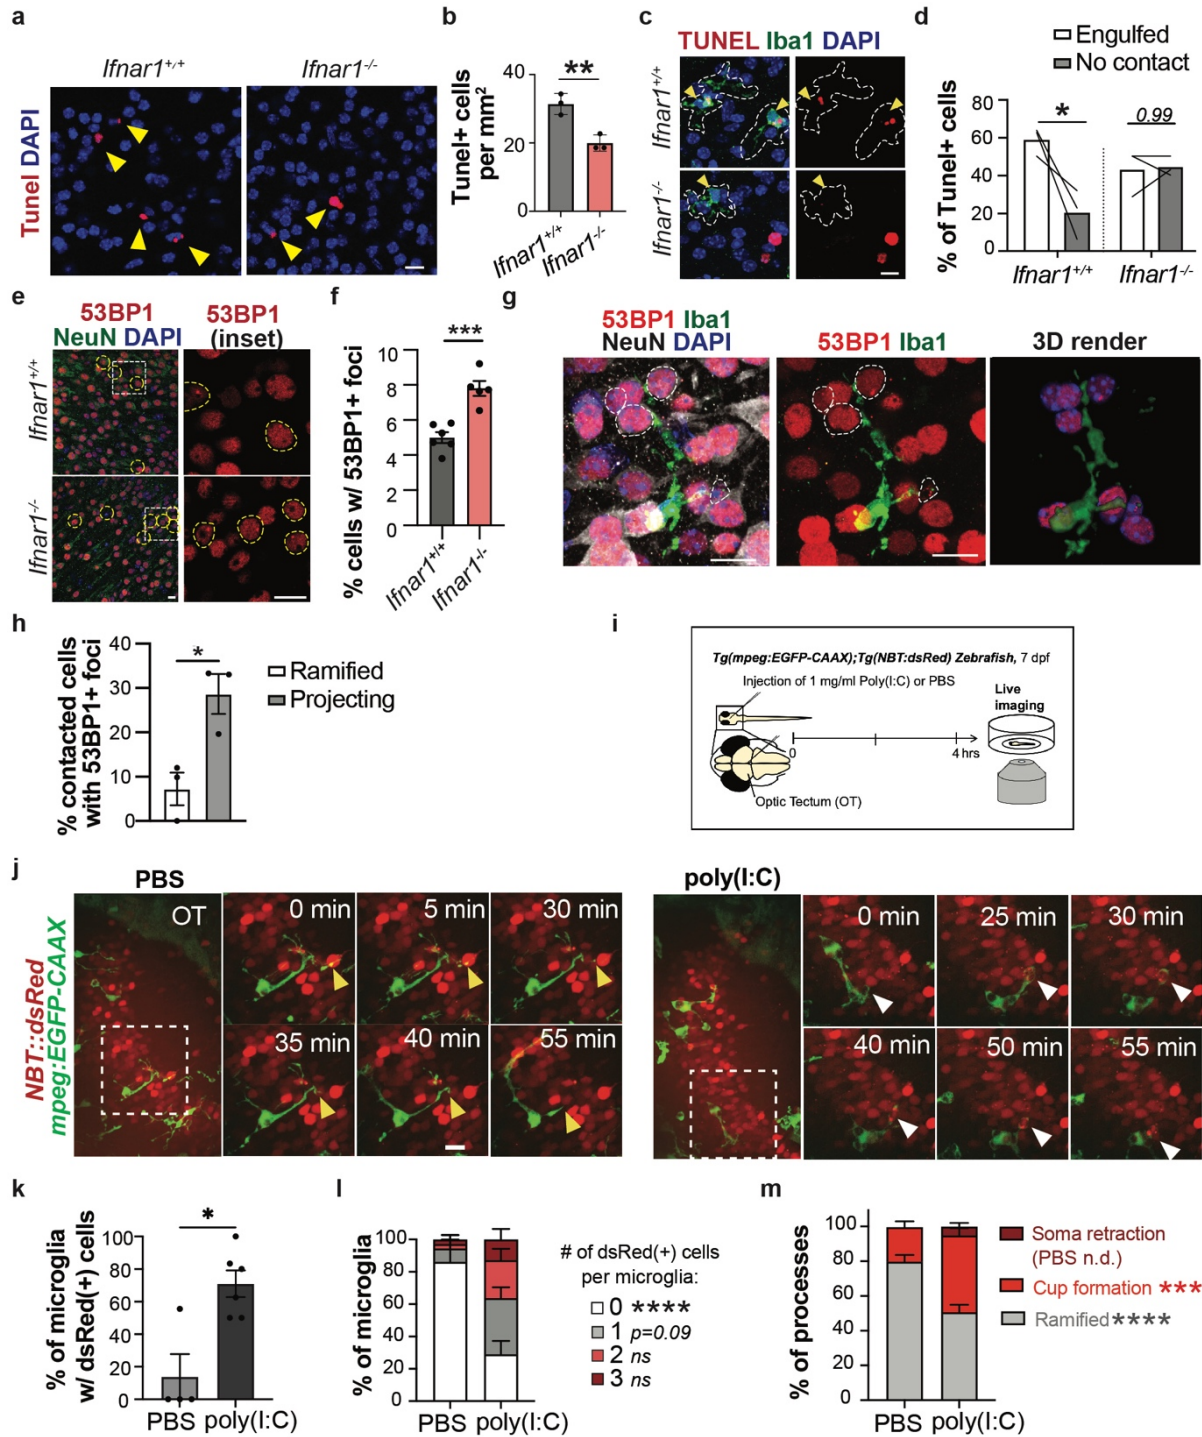 a
Ifnar1+/+
Ifnar1-/-
Tunel DAPI
b
Tunel+ cells
per mm2
40
20
0
**
Ifnar1+/+
Ifnar1-/-
c
TUNEL Iba1 DAPI
Ifnar1+/+
Ifnar1-/-
d
Engulfed
No contact
% of Tunel+ cells
80
60
40
20
0
*
0.99
Ifnar1+/+
Ifnar1-/-
e
53BP1
NeuN DAPI
53BP1
(inset)
Ifnar1+/+
Ifnar1-/-
f
% cells w/ 53BP1+ foci
10
8
6
4
2
0
***
Ifnar1+/+
Ifnar1-/-
g
53BP1 Iba1
NeuN DAPI
53BP1 Iba1
3D render
h
% contacted cells
with 53BP1+ foci
40
30
20
10
0
*
Ramified
Projecting
i
Tg(mpeg:EGFP-CAAX);Tg(NBT:dsRed) Zebrafish, 7 dpf
Injection of 1 mg/ml Poly(I:C) or PBS
Live
imaging
0
4 hrs
Optic Tectum (OT)
j
NBT::dsRed
mpeg:EGFP-CAAX
PBS
OT
0 min
5 min
30 min
35 min
40 min
55 min
poly(I:C)
0 min
25 min
30 min
40 min
50 min
55 min
k
% of microglia
w/ dsRed(+) cells
100
80
60
40
20
0
*
PBS
poly(I:C)
l
% of microglia
100
80
60
40
20
0
PBS
poly(I:C)
# of dsRed(+) cells
per microglia:
0 ****
1 p=0.09
2 ns
3 ns
m
% of processes
100
80
60
40
20
0
PBS
poly(I:C)
Soma retraction
(PBS n.d.)
Cup formation ***
Ramified ****